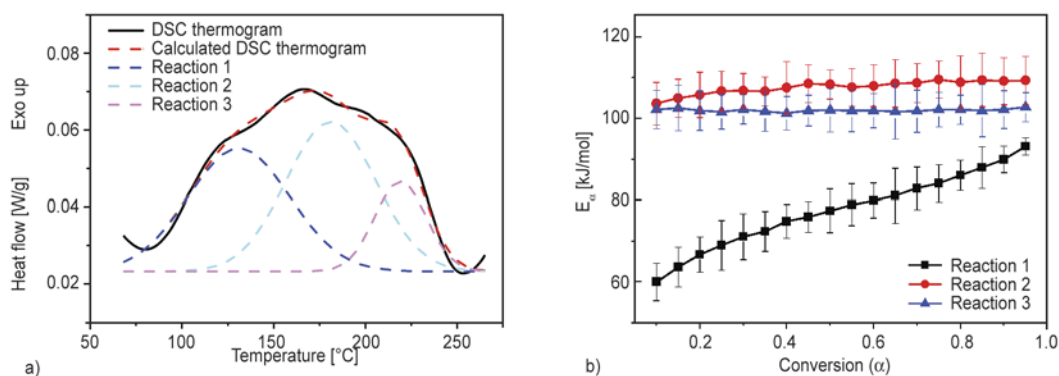 DSC thermogram
Calculated DSC thermogram
Reaction 1
Reaction 2
Reaction 3
Exo up
Heat flow [W/g]
0.08
0.06
0.04
0.02
50
100
150
200
250
Temperature [°C]
a)
Eα [kJ/mol]
120
100
80
60
Reaction 1
Reaction 2
Reaction 3
0.2
0.4
0.6
0.8
1.0
Conversion (α)
b)